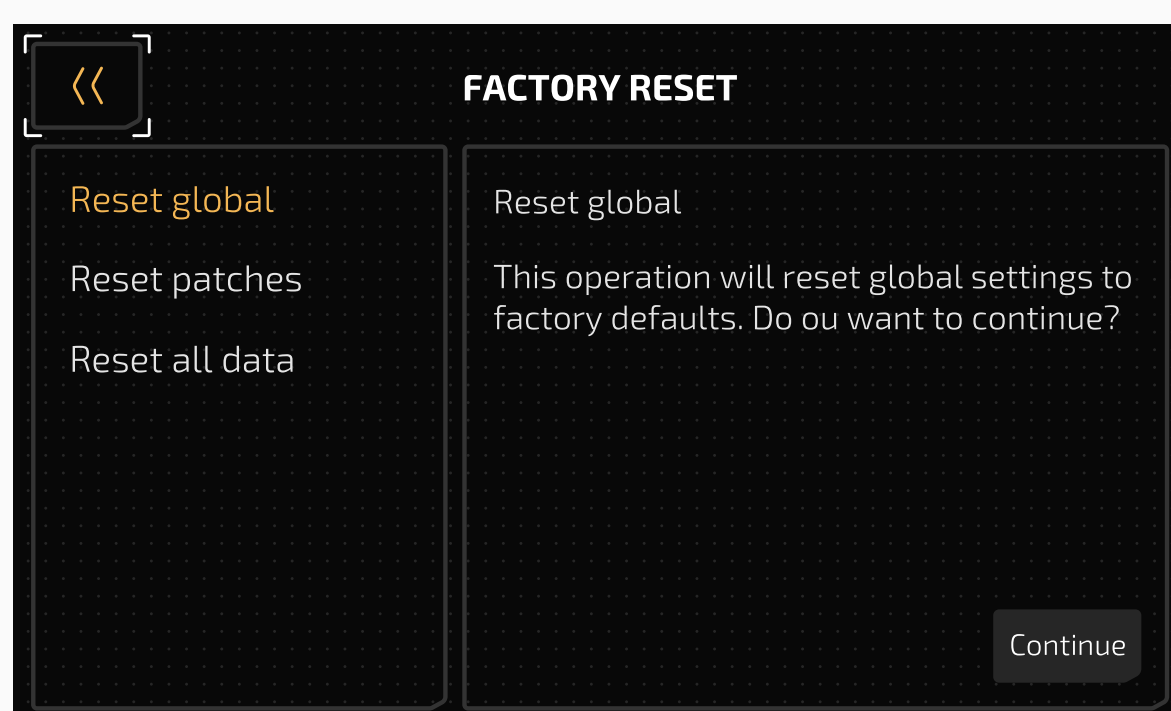 FACTORY RESET
Reset global
Reset patches
Reset all data
Reset global
This operation will reset global settings to
factory defaults. Do ou want to continue?
Continue